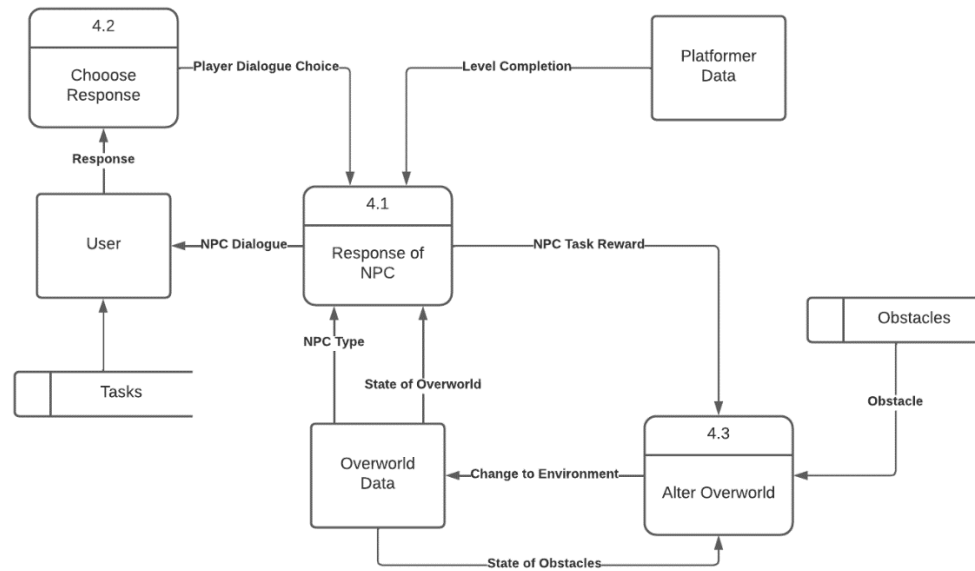 4.2
Chooose
Response
Player Dialogue Choice
Level Completion
Platformer
Data
Response
4.1
User
NPC Dialogue
Response of
NPC
NPC Task Reward
Obstacles
NPC Type
State of Overworld
Tasks
Obstacle
4.3
Overworld
Data
Change to Environment
Alter Overworld
State of Obstacles